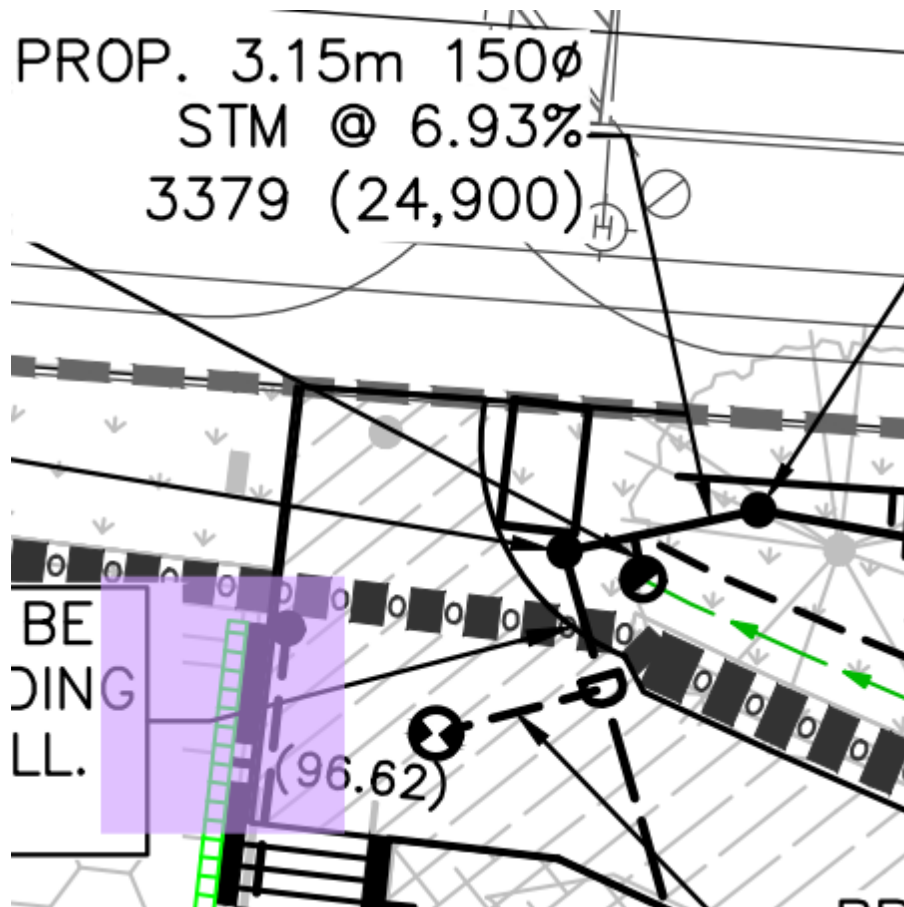 PROP. 3.15m 150ø
STM @ 6.93%
3379 (24,900)
H
BE
DING
LL.
(96.62)